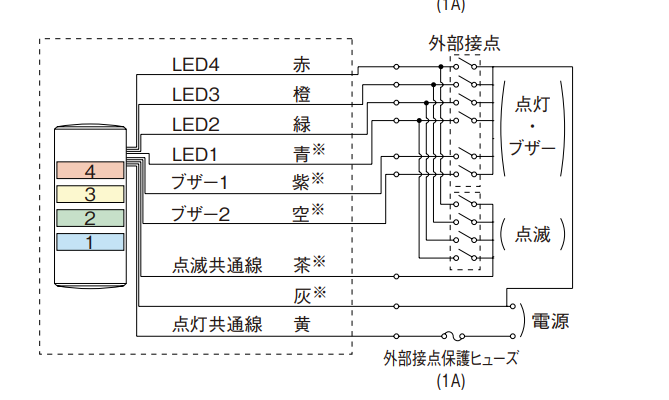 (1A)
外部接点
LED4 赤
LED3 橙
LED2 緑
LED1 青※
ブザー1 紫※
ブザー2 空※
点滅共通線 茶※
灰※
点灯共通線 黄
4
3
2
1
(点灯・ブザー)
(点滅)
電源
外部接点保護ヒューズ
(1A)